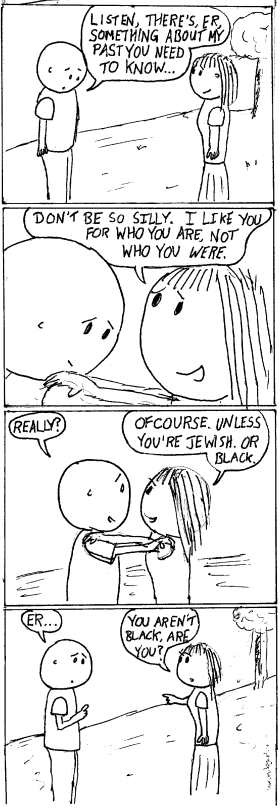 LISTEN, THERE'S, ER,
SOMETHING ABOUT MY
PAST YOU NEED
TO KNOW...
DON'T BE SO SILLY. I LIKE YOU
FOR WHO YOU ARE, NOT
WHO YOU WERE.
REALLY?
OFCOURSE. UNLESS
YOU'RE JEWISH. OR
BLACK.
ER...
YOU AREN'T
BLACK, ARE
YOU?